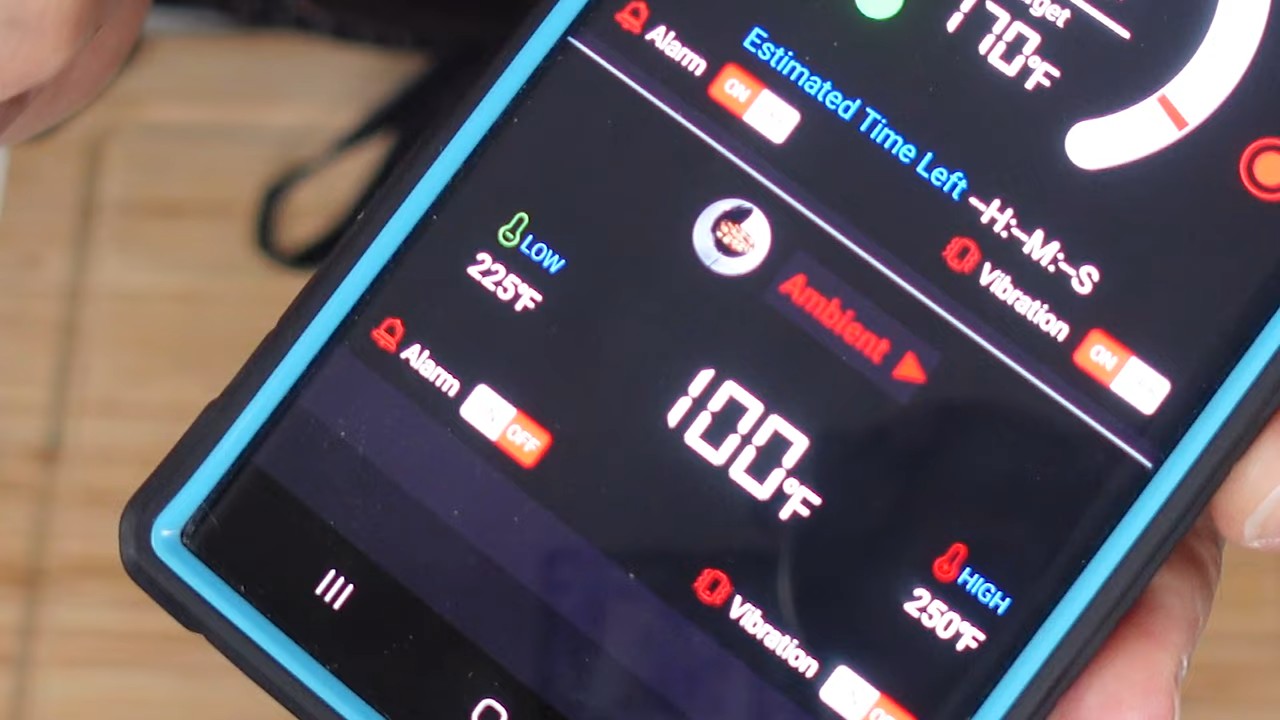 170°F
Alarm
ON
Estimated Time Left --H:--M:--S
Vibration
ON
LOW
225°F
Ambient
Alarm
OFF
100°F
HIGH
250°F
Vibration